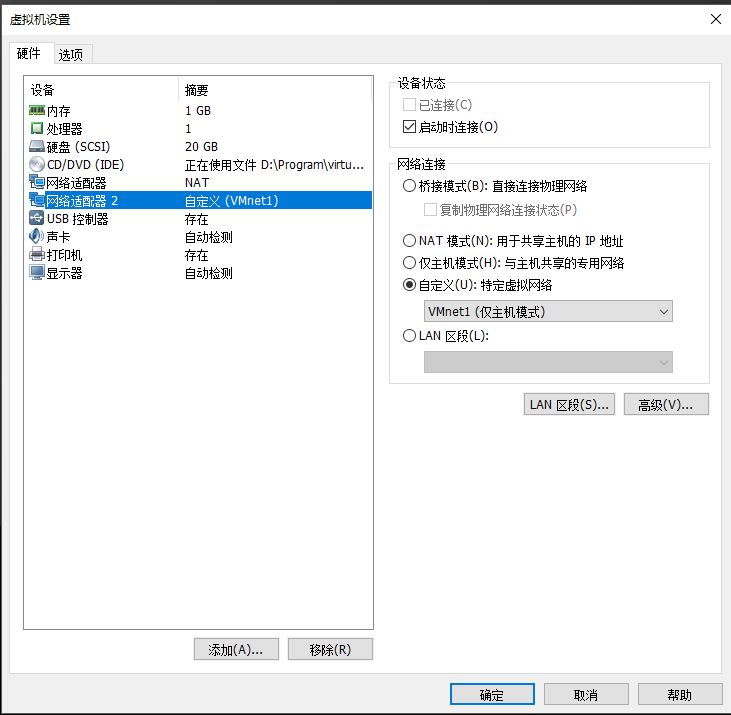 虚拟机设置
硬件 选项
设备 摘要
内存 1 GB
处理器 1
硬盘 (SCSI) 20 GB
CD/DVD (IDE) 正在使用文件 D:\Program\virtu...
网络适配器 NAT
网络适配器 2 自定义 (VMnet1)
USB 控制器 存在
声卡 自动检测
打印机 存在
显示器 自动检测
添加(A)... 移除(R)
设备状态
已连接(C)
启动时连接(O)
网络连接
桥接模式(B): 直接连接物理网络
复制物理网络连接状态(P)
NAT 模式(N): 用于共享主机的 IP 地址
仅主机模式(H): 与主机共享的专用网络
自定义(U): 特定虚拟网络
VMnet1 (仅主机模式)
LAN 区段(L):
LAN 区段(S)... 高级(V)...
确定 取消 帮助